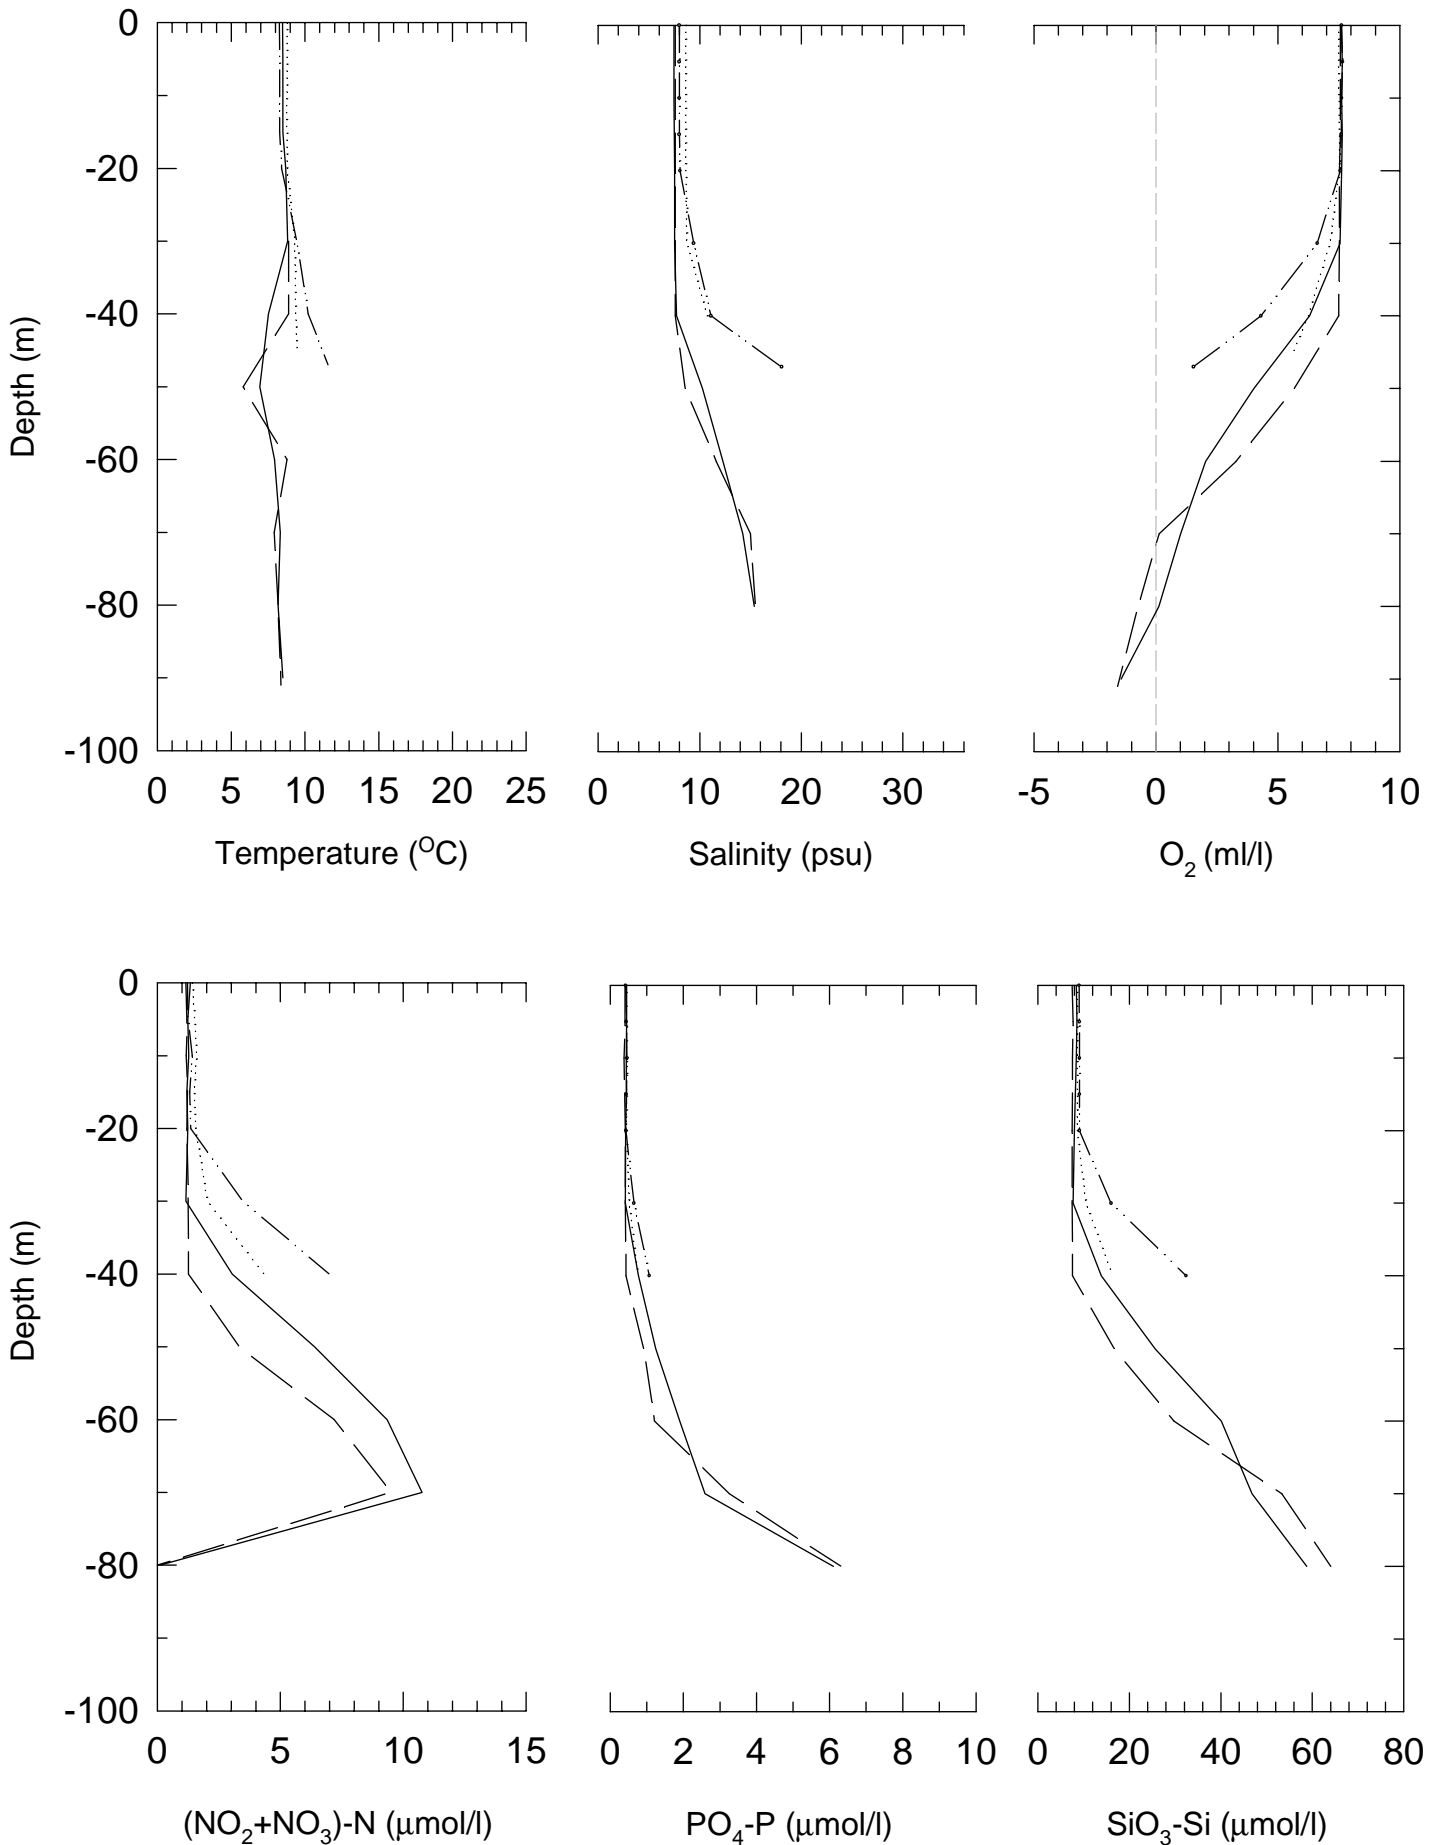 0
-20
-40
-60
-80
-100
Depth (m)
0 5 10 15 20 25
0 10 20 30
-5 0 5 10
Temperature (ᴼC)
Salinity (psu)
O₂ (ml/l)
0
-20
-40
-60
-80
-100
Depth (m)
0 5 10 15
0 2 4 6 8 10
0 20 40 60 80
(NO₂+NO₃)-N (μmol/l)
PO₄-P (μmol/l)
SiO₃-Si (μmol/l)